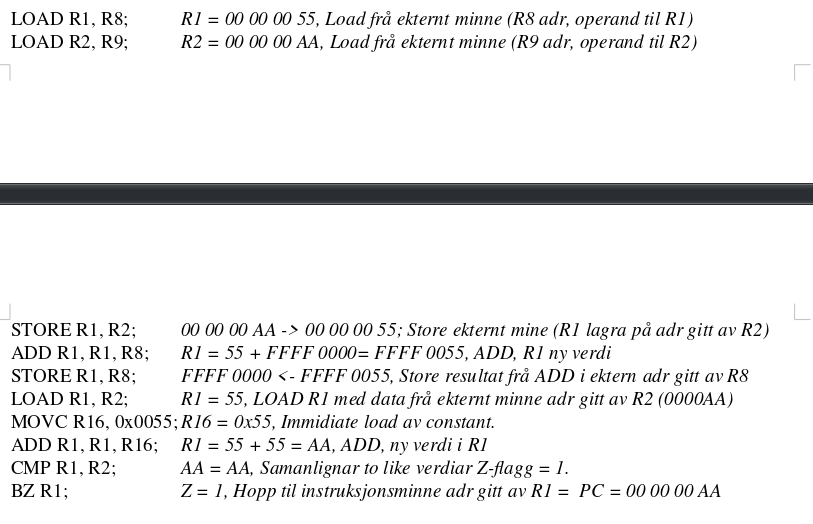 LOAD R1, R8; R1 = 00 00 00 55, Load frå ekternt minne (R8 adr, operand til R1)
LOAD R2, R9; R2 = 00 00 00 AA, Load frå ekternt minne (R9 adr, operand til R2)
STORE R1, R2; 00 00 00 AA -> 00 00 00 55; Store ekternt mine (R1 lagra på adr gitt av R2)
ADD R1, R1, R8; R1 = 55 + FFFF 0000= FFFF 0055, ADD, R1 ny verdi
STORE R1, R8; FFFF 0000 <- FFFF 0055, Store resultat frå ADD i ektern adr gitt av R8
LOAD R1, R2; R1 = 55, LOAD R1 med data frå ekternt minne adr gitt av R2 (0000AA)
MOVC R16, 0x0055; R16 = 0x55, Immidiate load av constant.
ADD R1, R1, R16; R1 = 55 + 55 = AA, ADD, ny verdi i R1
CMP R1, R2; AA = AA, Samanlignar to like verdiar Z-flagg = 1.
BZ R1; Z = 1, Hopp til instruksjonsminne adr gitt av R1 = PC = 00 00 00 AA